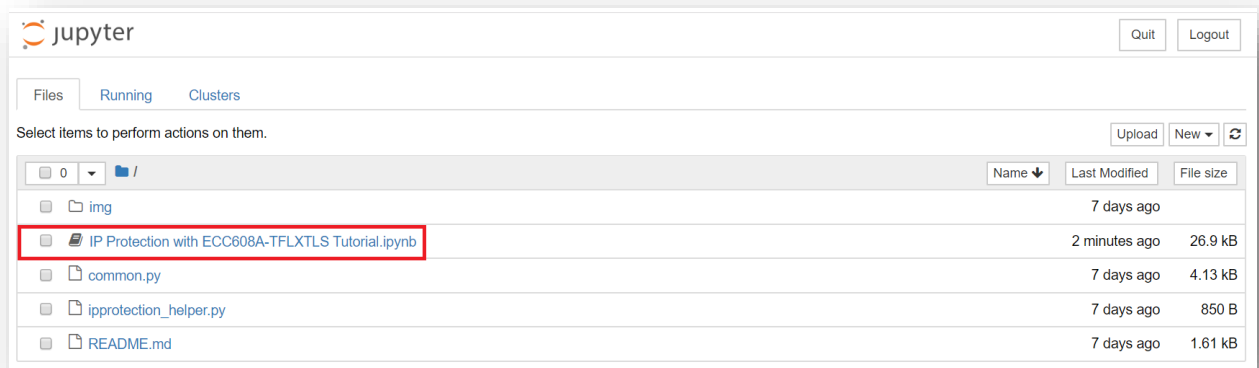 jupyter Quit Logout
Files Running Clusters
Select items to perform actions on them. Upload New
0 / Name Last Modified File size
img 7 days ago
IP Protection with ECC608A-TFLXTLS Tutorial.ipynb 2 minutes ago 26.9 kB
common.py 7 days ago 4.13 kB
ipprotection_helper.py 7 days ago 850 B
README.md 7 days ago 1.61 kB